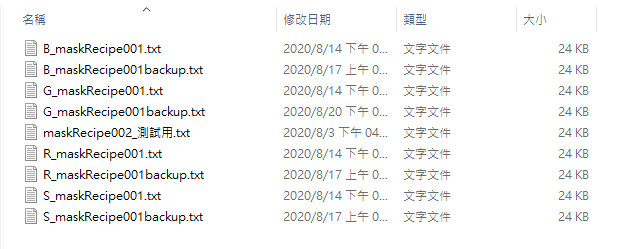 名稱 修改日期 類型 大小
B_maskRecipe001.txt 2020/8/14 下午 0... 文字文件 24 KB
B_maskRecipe001backup.txt 2020/8/17 上午 0... 文字文件 24 KB
G_maskRecipe001.txt 2020/8/14 下午 0... 文字文件 24 KB
G_maskRecipe001backup.txt 2020/8/20 下午 0... 文字文件 24 KB
maskRecipe002_測試用.txt 2020/8/3 下午 04... 文字文件 24 KB
R_maskRecipe001.txt 2020/8/14 下午 0... 文字文件 24 KB
R_maskRecipe001backup.txt 2020/8/17 上午 0... 文字文件 24 KB
S_maskRecipe001.txt 2020/8/14 下午 0... 文字文件 24 KB
S_maskRecipe001backup.txt 2020/8/17 上午 0... 文字文件 24 KB